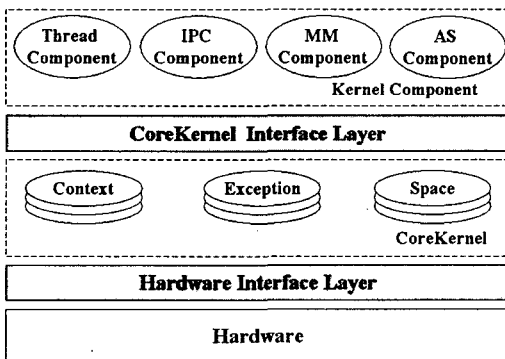 Thread
Component
IPC
Component
MM
Component
AS
Component
Kernel Component
CoreKernel Interface Layer
Context
Exception
Space
CoreKernel
Hardware Interface Layer
Hardware